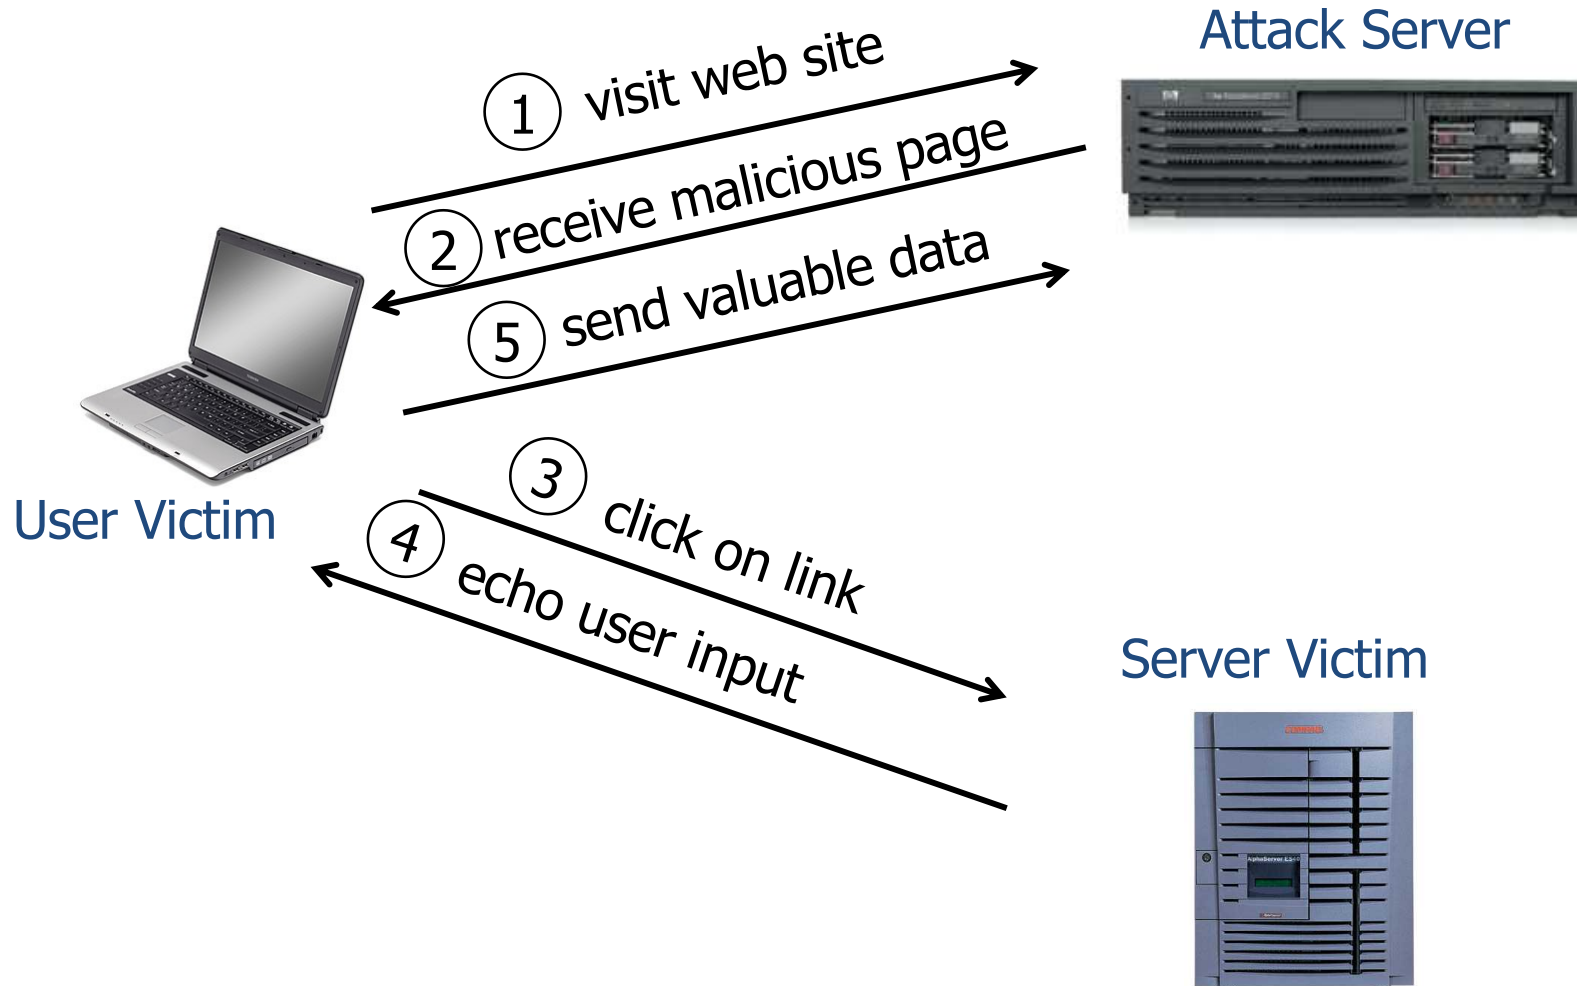 Attack Server
1 visit web site
2 receive malicious page
5 send valuable data
User Victim
3 click on link
4 echo user input
Server Victim